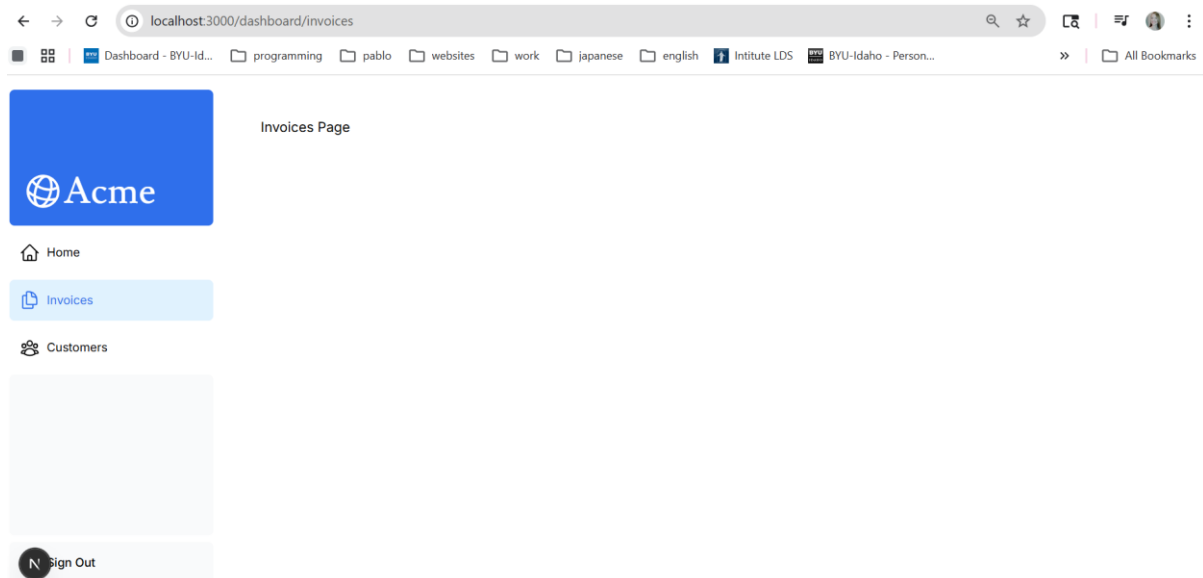 localhost:3000/dashboard/invoices
Dashboard - BYU-Id... programming pablo websites work japanese english Intitute LDS BYU-Idaho - Person... » All Bookmarks
Invoices Page
Acme
Home
Invoices
Customers
N Sign Out